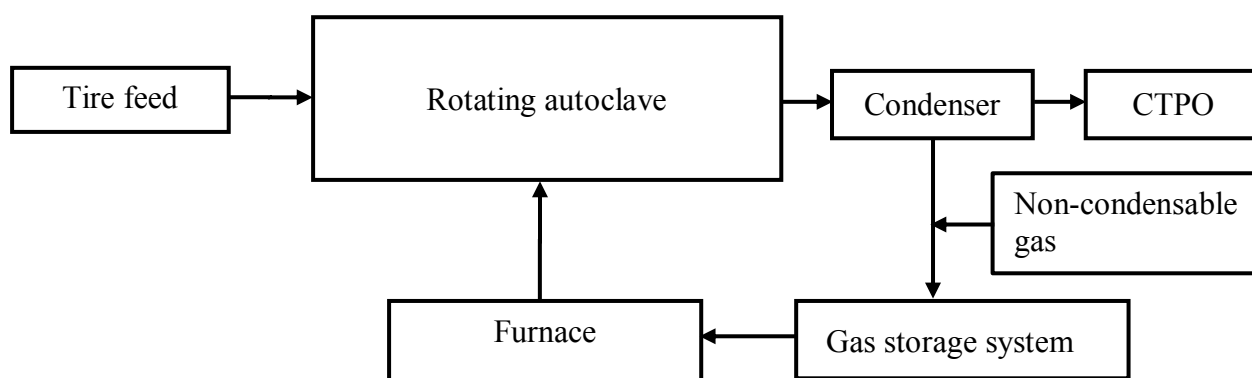 Tire feed
Rotating autoclave
Condenser
CTPO
Non-condensable
gas
Furnace
Gas storage system